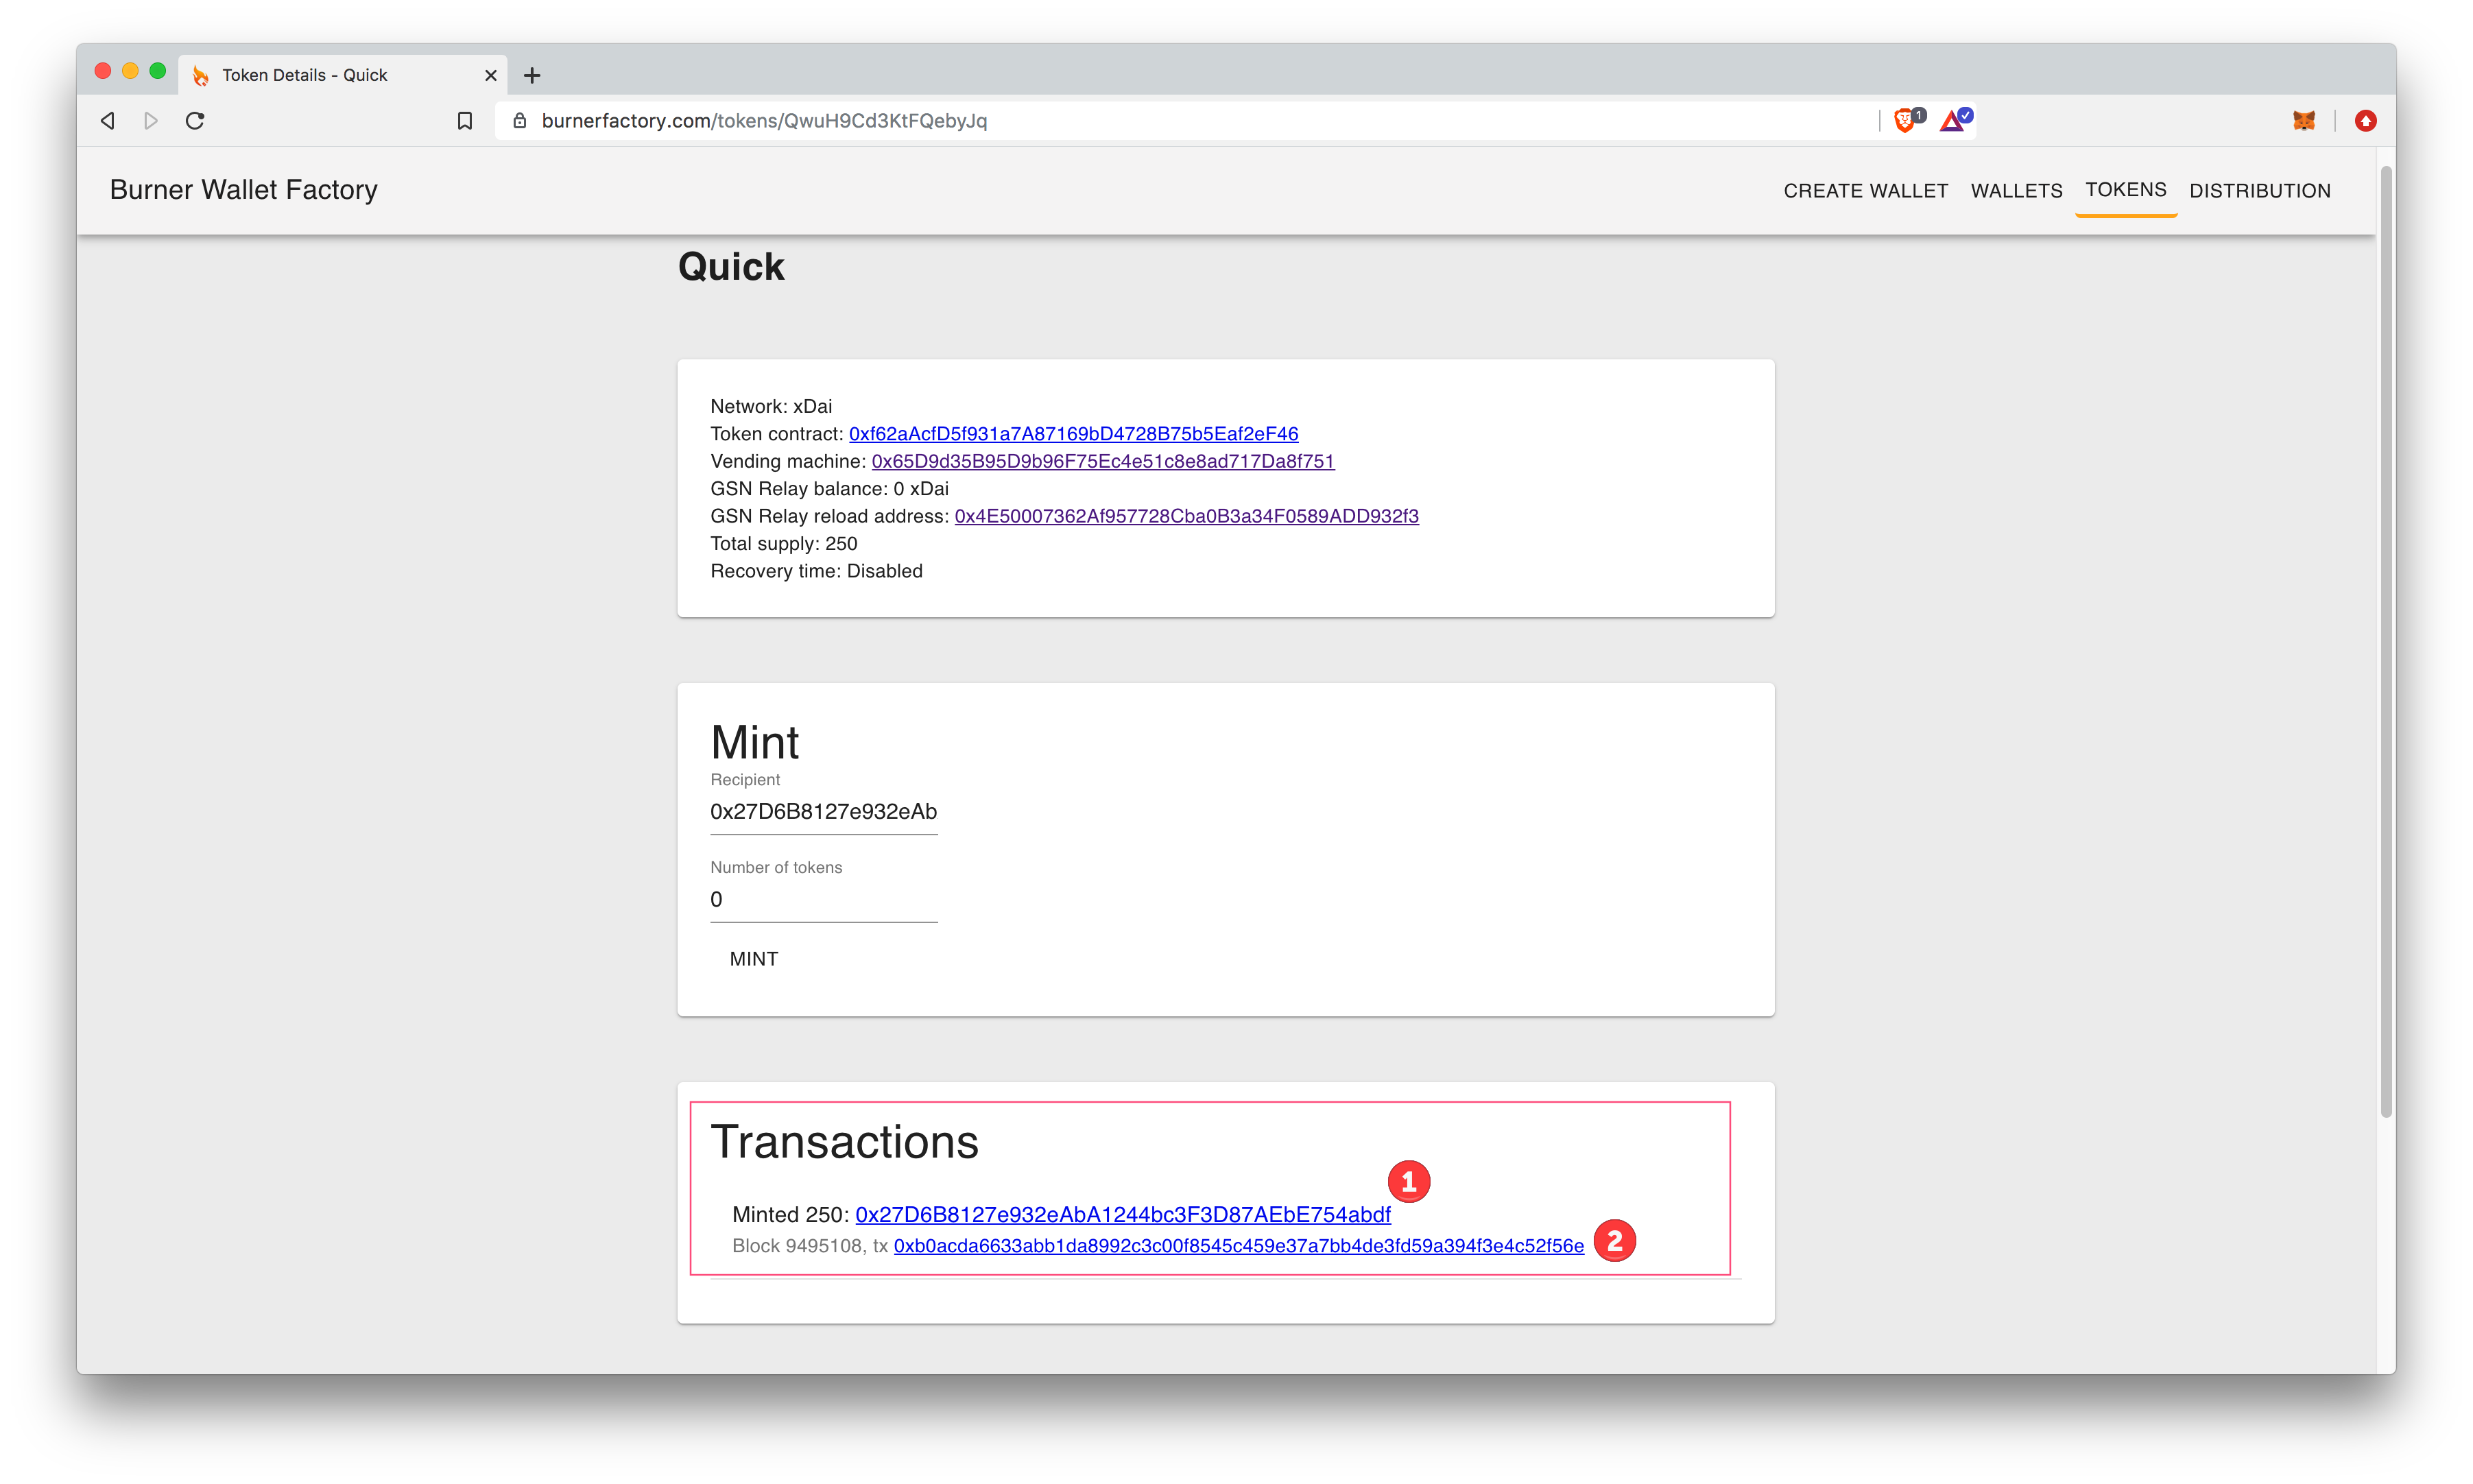 Token Details - Quick
burnerfactory.com/tokens/QwuH9Cd3KtFQebyJq
1
Burner Wallet Factory
CREATE WALLET WALLETS TOKENS DISTRIBUTION
Quick
Network: xDai
Token contract: 0xf62aAcfD5f931a7A87169bD4728B75b5Eaf2eF46
Vending machine: 0x65D9d35B95D9b96F75Ec4e51c8e8ad717Da8f751
GSN Relay balance: 0 xDai
GSN Relay reload address: 0x4E50007362Af957728Cba0B3a34F0589ADD932f3
Total supply: 250
Recovery time: Disabled
Mint
Recipient
0x27D6B8127e932eAb
Number of tokens
0
MINT
Transactions
1
Minted 250: 0x27D6B8127e932eAbA1244bc3F3D87AEbE754abdf
Block 9495108, tx 0xb0acda6633abb1da8992c3c00f8545c459e37a7bb4de3fd59a394f3e4c52f56e
2